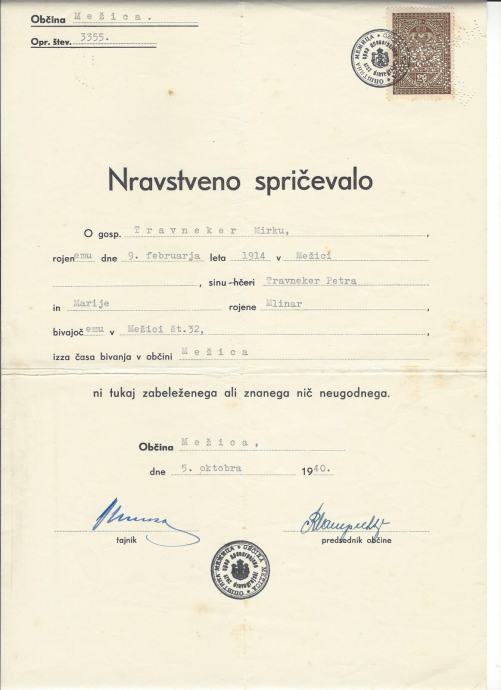 Občina Mežica.
Opr. štev. 3355.
Nravstveno spričevalo
O gosp. Travneker Mirku,
rojenemu dne 9. februarja leta 1914 v Mežici
, sinu hčeri Travneker Petra
in Marije rojene Mlinar
bivajočemu v Mežici št.32,
izza časa bivanja v občini Mežica
ni tukaj zabeleženega ali znanega nič neugodnega.
Občina Mežica,
dne 5. oktobra 1940.
tajnik predsednik občine